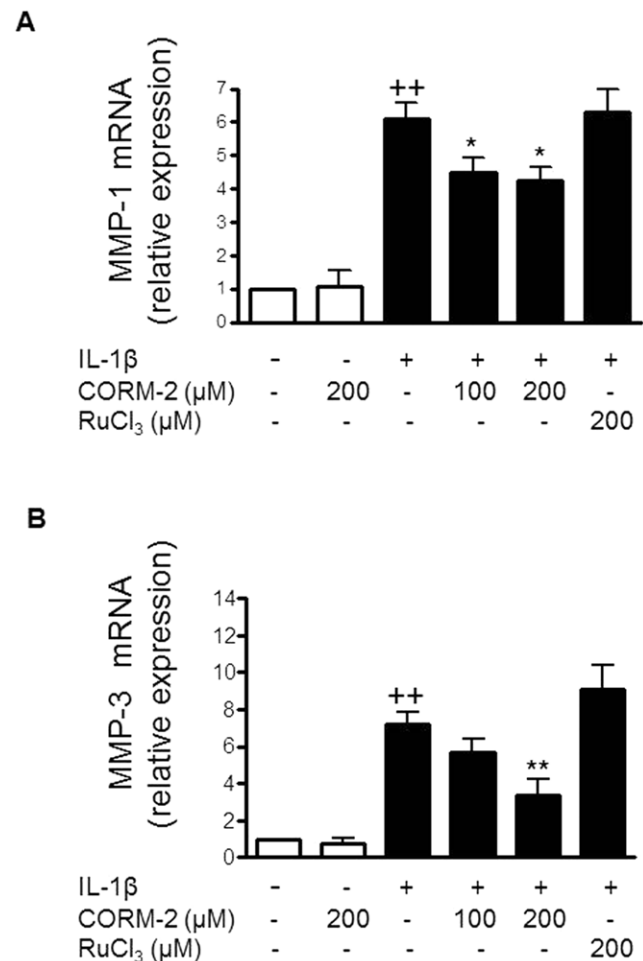 A
MMP-1 mRNA
(relative expression)
7
6
5
4
3
2
1
0
++
*
*
IL-1β - - + + + +
CORM-2 (μM) - 200 - 100 200 -
RuCl₃ (μM) - - - - - 200
B
MMP-3 mRNA
(relative expression)
14
12
10
8
6
4
2
0
++
**
IL-1β - - + + + +
CORM-2 (μM) - 200 - 100 200 -
RuCl₃ (μM) - - - - - 200